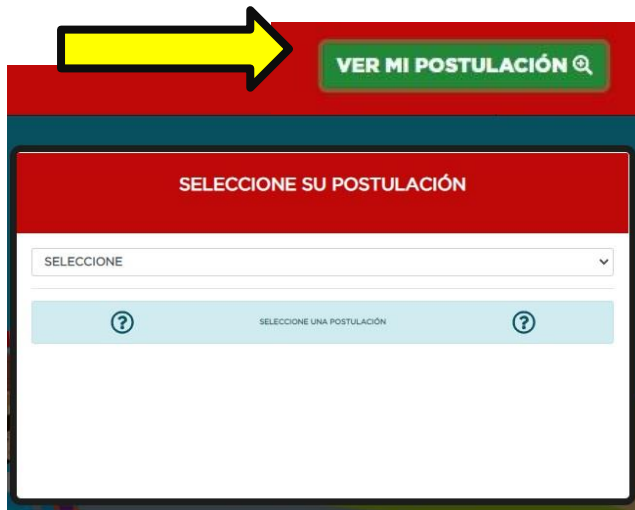 VER MI POSTULACIÓN
SELECCIONE SU POSTULACIÓN
SELECCIONE
SELECCIONE UNA POSTULACIÓN